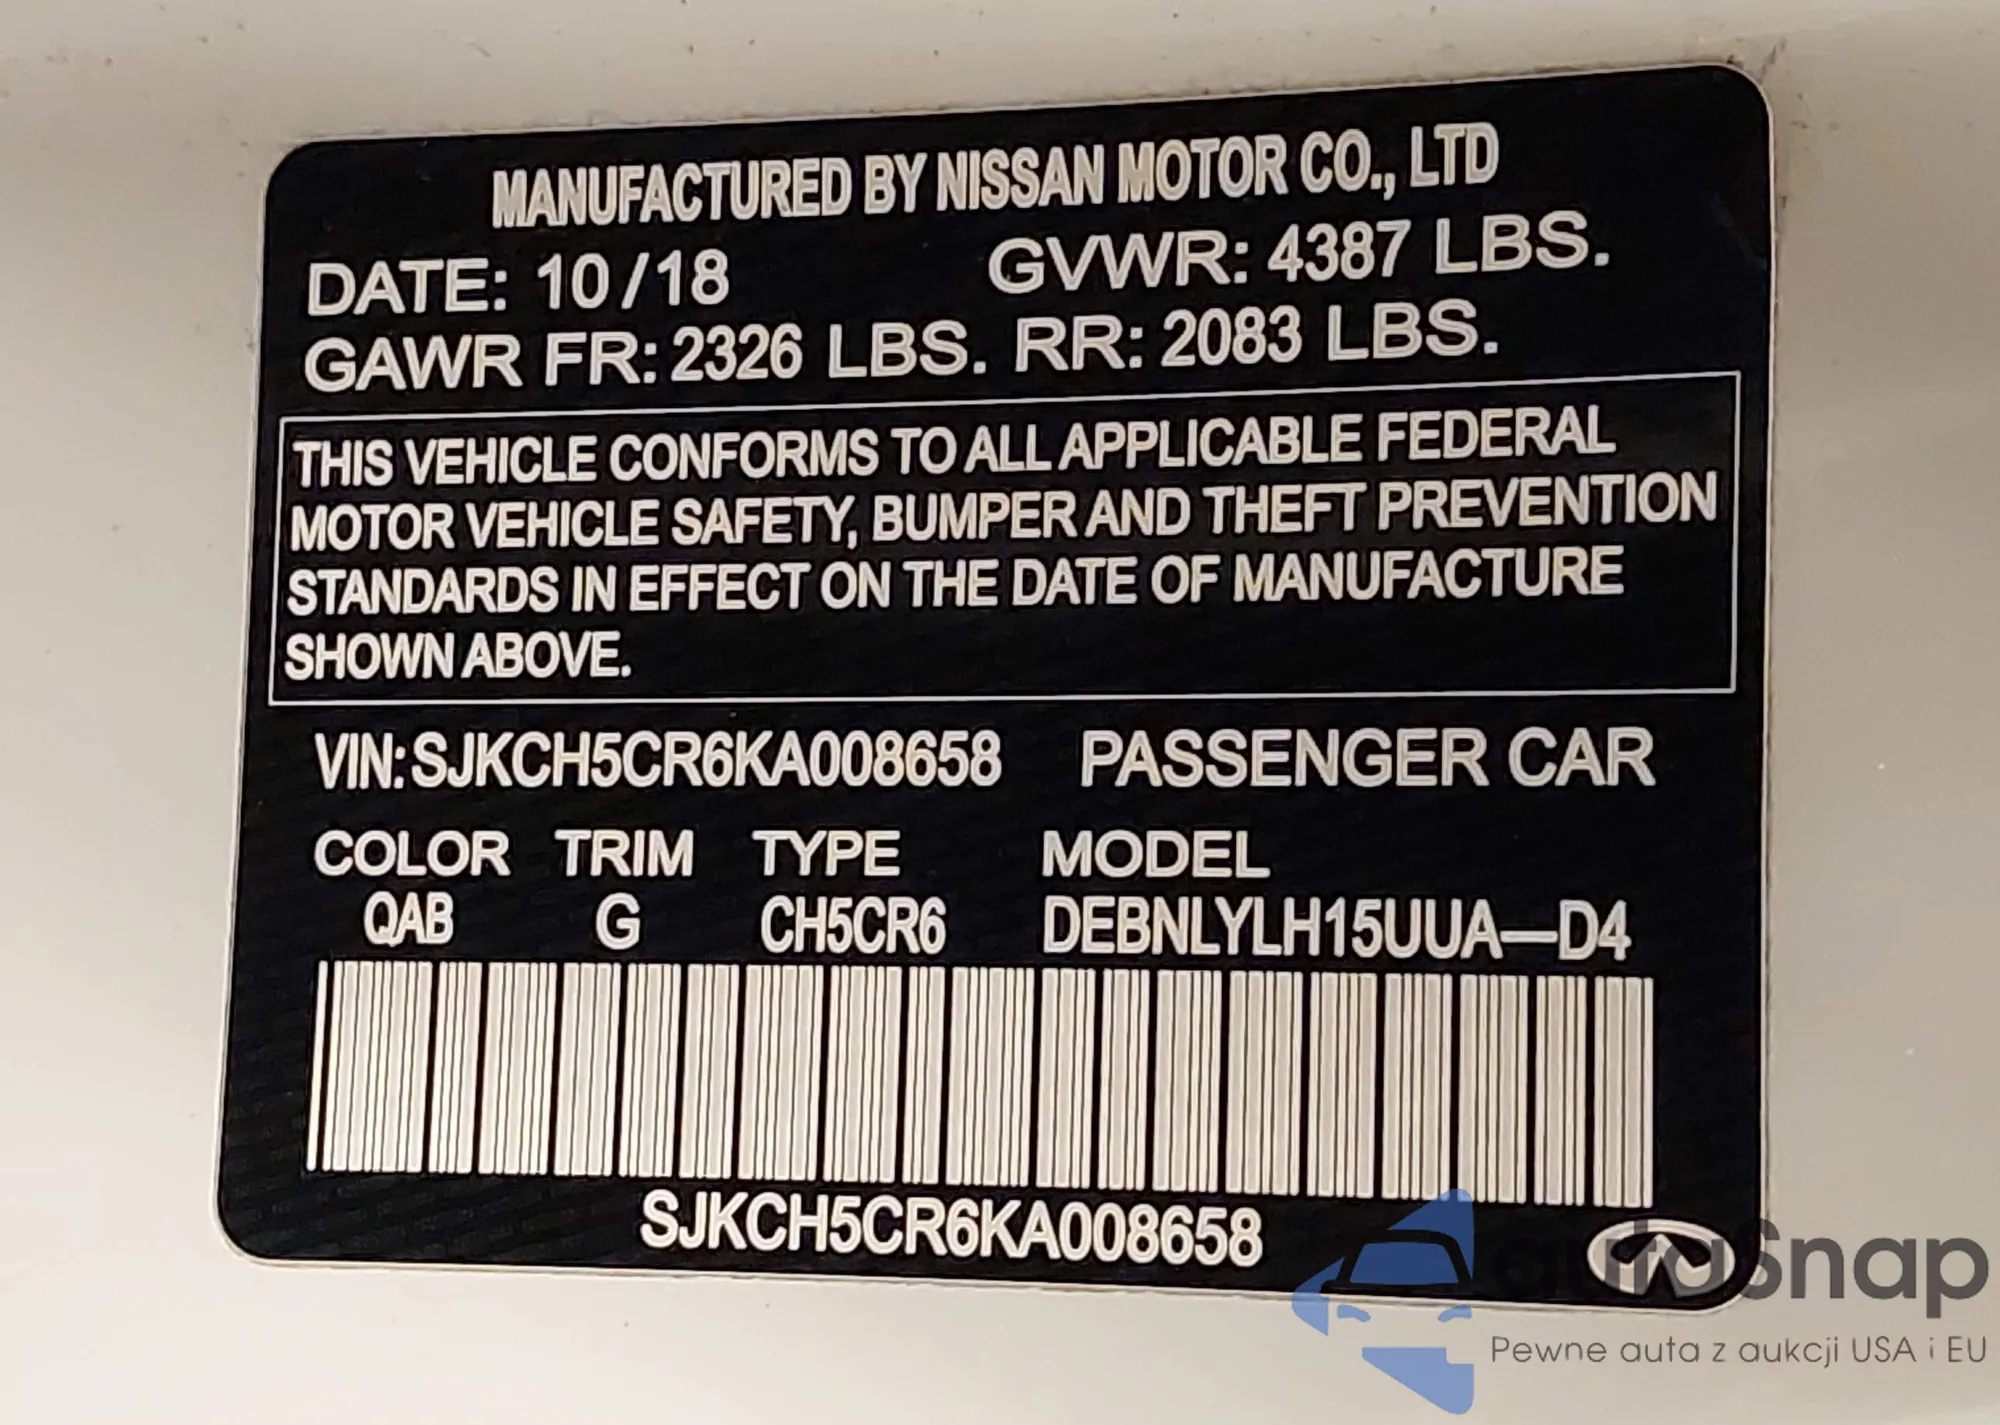 MANUFACTURED BY NISSAN MOTOR CO., LTD
DATE: 10/18 GVWR: 4387 LBS.
GAWR FR: 2326 LBS. RR: 2083 LBS.
THIS VEHICLE CONFORMS TO ALL APPLICABLE FEDERAL
MOTOR VEHICLE SAFETY, BUMPER AND THEFT PREVENTION
STANDARDS IN EFFECT ON THE DATE OF MANUFACTURE
SHOWN ABOVE.
VIN: SJKCH5CR6KA008658 PASSENGER CAR
COLOR TRIM TYPE MODEL
QAB G CH5CR6 DEBNLYLH15UUA—D4
SJKCH5CR6KA008658
autoSnap
Pewne auta z aukcji USA i EU